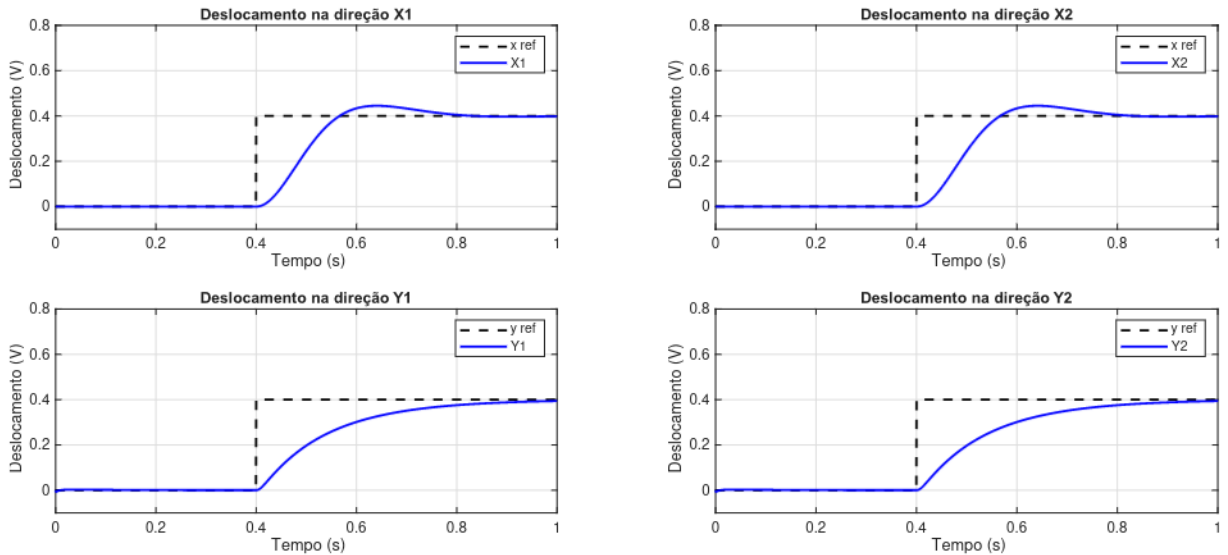 Deslocamento na direção X1
0.8
0.6
0.4
0.2
0
Deslocamento (V)
x ref
X1
0 0.2 0.4 0.6 0.8 1
Tempo (s)
Deslocamento na direção X2
0.8
0.6
0.4
0.2
0
Deslocamento (V)
x ref
X2
0 0.2 0.4 0.6 0.8 1
Tempo (s)
Deslocamento na direção Y1
0.8
0.6
0.4
0.2
0
Deslocamento (V)
y ref
Y1
0 0.2 0.4 0.6 0.8 1
Tempo (s)
Deslocamento na direção Y2
0.8
0.6
0.4
0.2
0
Deslocamento (V)
y ref
Y2
0 0.2 0.4 0.6 0.8 1
Tempo (s)